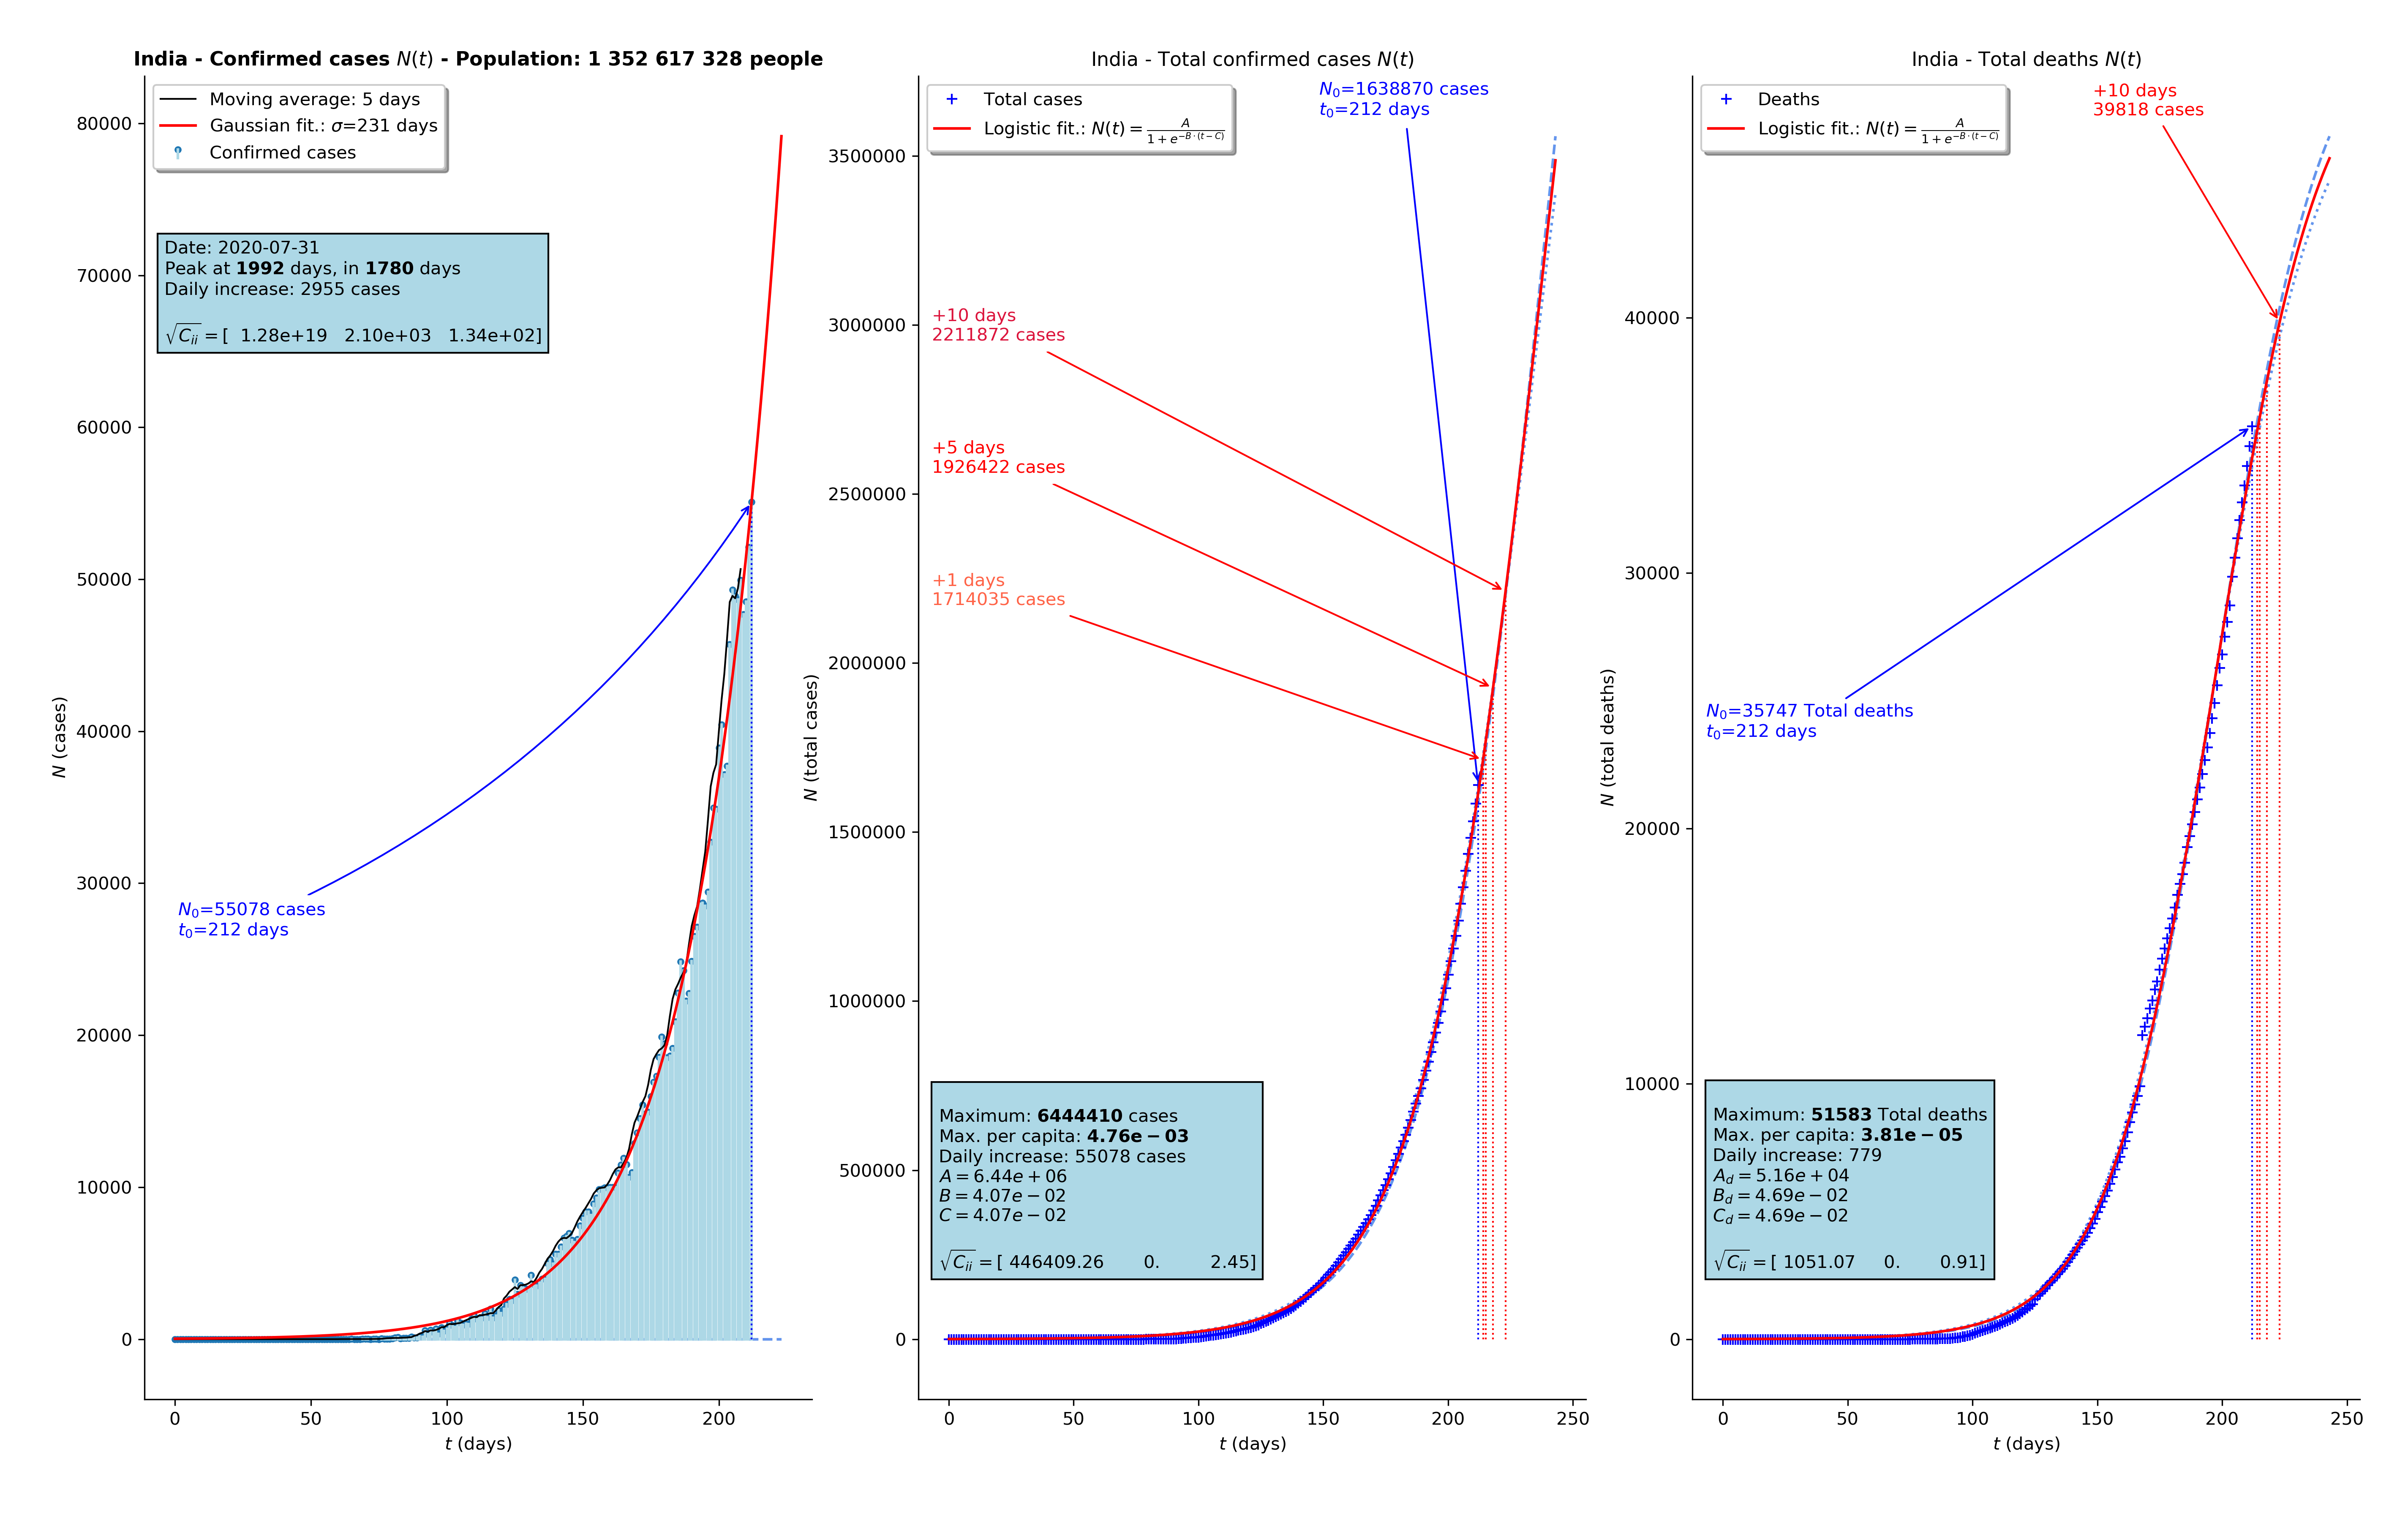 India - Confirmed cases N(t) - Population: 1 352 617 328 people
Moving average: 5 days
Gaussian fit.: σ=231 days
Confirmed cases
Date: 2020-07-31
Peak at 1992 days, in 1780 days
Daily increase: 2955 cases
√C_ii = [ 1.28e+19 2.10e+03 1.34e+02]
N₀=55078 cases
t₀=212 days
80000
70000
60000
50000
40000
30000
20000
10000
0
N (cases)
0 50 100 150 200
t (days)
India - Total confirmed cases N(t)
Total cases
Logistic fit.: N(t) = A / (1 + e^(−B·(t−C)))
N₀=1638870 cases
t₀=212 days
+10 days
2211872 cases
+5 days
1926422 cases
+1 days
1714035 cases
Maximum: 6444410 cases
Max. per capita: 4.76e − 03
Daily increase: 55078 cases
A = 6.44e + 06
B = 4.07e − 02
C = 4.07e − 02
√C_ii = [ 446409.26 0. 2.45]
3500000
3000000
2500000
2000000
1500000
1000000
500000
0
N (total cases)
0 50 100 150 200 250
t (days)
India - Total deaths N(t)
Deaths
Logistic fit.: N(t) = A / (1 + e^(−B·(t−C)))
+10 days
39818 cases
N₀=35747 Total deaths
t₀=212 days
Maximum: 51583 Total deaths
Max. per capita: 3.81e − 05
Daily increase: 779
A_d = 5.16e + 04
B_d = 4.69e − 02
C_d = 4.69e − 02
√C_ii = [ 1051.07 0. 0.91]
40000
30000
20000
10000
0
N (total deaths)
0 50 100 150 200 250
t (days)